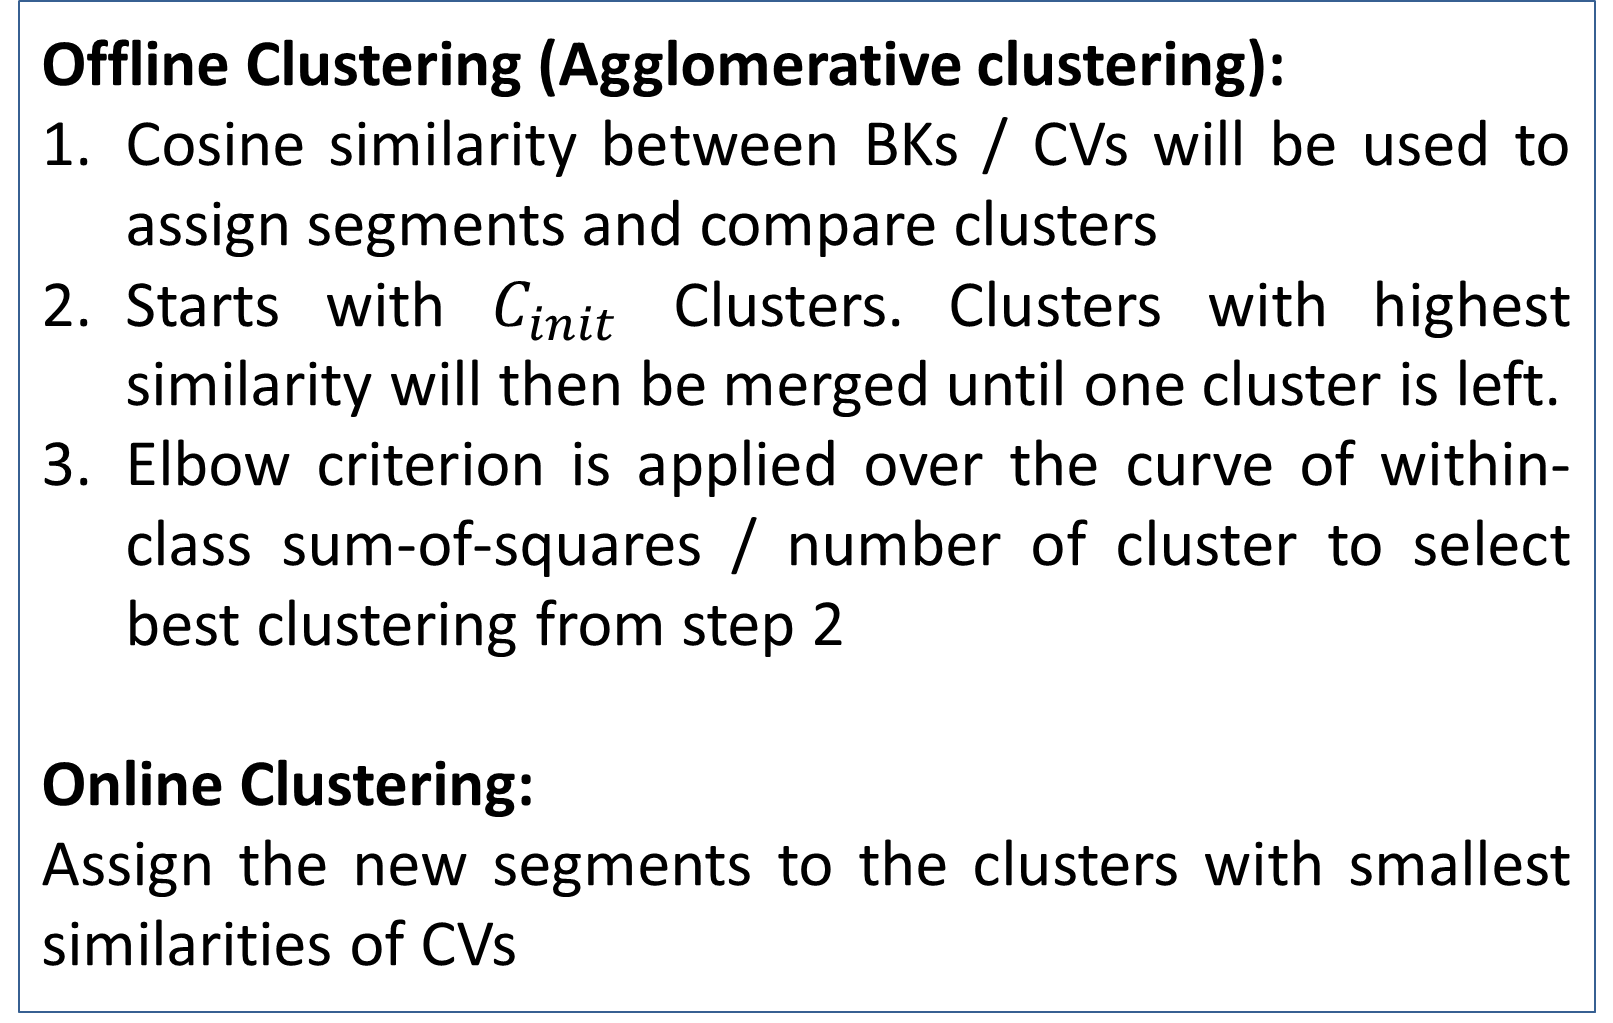 Offline Clustering (Agglomerative clustering):
1. Cosine similarity between BKs / CVs will be used to
assign segments and compare clusters
2. Starts with C_init Clusters. Clusters with highest
similarity will then be merged until one cluster is left.
3. Elbow criterion is applied over the curve of within-
class sum-of-squares / number of cluster to select
best clustering from step 2
Online Clustering:
Assign the new segments to the clusters with smallest
similarities of CVs